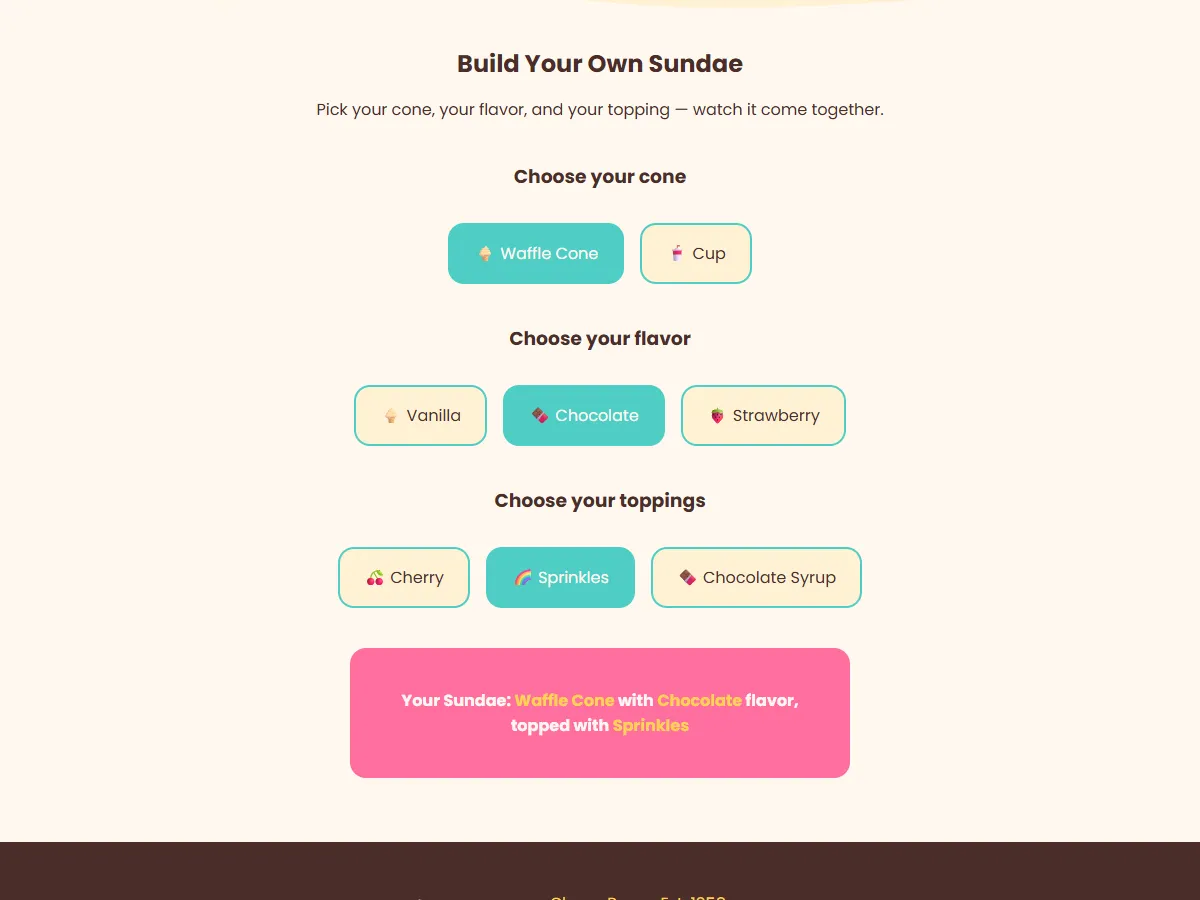 Build Your Own Sundae
Pick your cone, your flavor, and your topping — watch it come together.
Choose your cone
Waffle Cone
Cup
Choose your flavor
Vanilla
Chocolate
Strawberry
Choose your toppings
Cherry
Sprinkles
Chocolate Syrup
Your Sundae: Waffle Cone with Chocolate flavor,
topped with Sprinkles